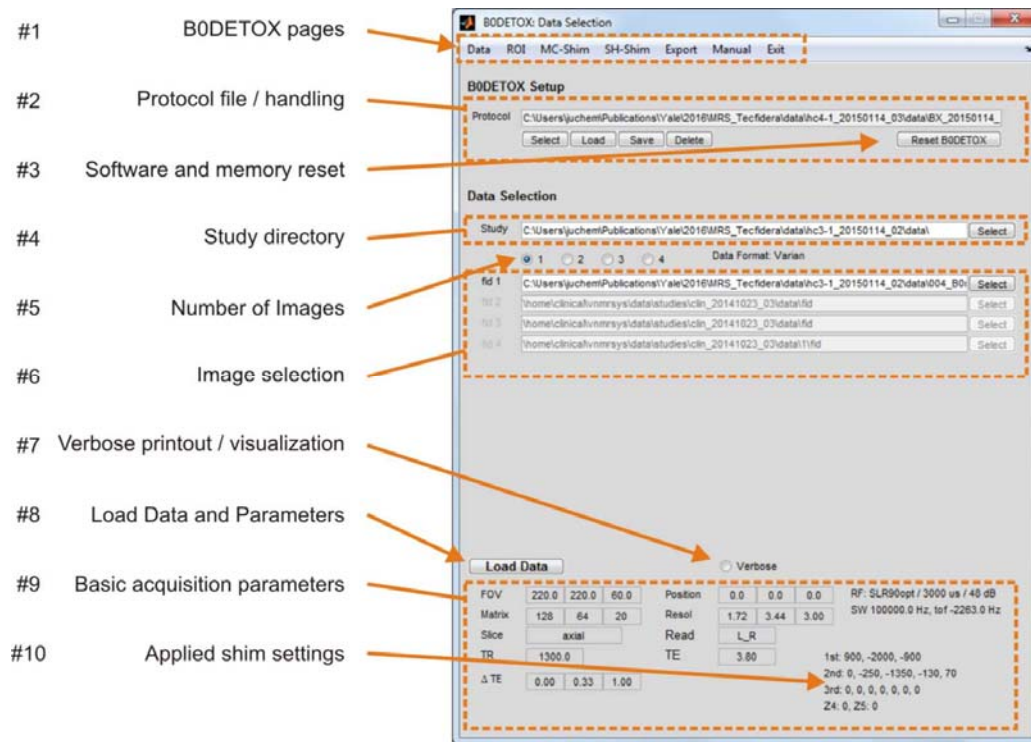 #1 B0DETOX pages
#2 Protocol file / handling
#3 Software and memory reset
#4 Study directory
#5 Number of Images
#6 Image selection
#7 Verbose printout / visualization
#8 Load Data and Parameters
#9 Basic acquisition parameters
#10 Applied shim settings
B0DETOX: Data Selection
Data ROI MC-Shim SH-Shim Export Manual Exit
B0DETOX Setup
Protocol C:\Users\juchem\Publications\Yale\2016\MRS_Tecfidera\data\hc4-1_20150114_03\data\BX_20150114_
Select Load Save Delete Reset B0DETOX
Data Selection
Study C:\Users\juchem\Publications\Yale\2016\MRS_Tecfidera\data\hc3-1_20150114_02\data\ Select
1 2 3 4 Data Format: Varian
fid 1 C:\Users\juchem\Publications\Yale\2016\MRS_Tecfidera\data\hc3-1_20150114_02\data\004_B0 Select
fid 2 \home\clinical\vnmrsys\data\studies\clin_20141023_03\data\fid Select
fid 3 \home\clinical\vnmrsys\data\studies\clin_20141023_03\data\fid Select
fid 4 \home\clinical\vnmrsys\data\studies\clin_20141023_03\data\1\fid Select
Load Data Verbose
FOV 220.0 220.0 60.0 Position 0.0 0.0 0.0 RF: SLR90opt / 3000 us / 48 dB
Matrix 128 64 20 Resol 1.72 3.44 3.00 SW 100000.0 Hz, tof -2263.0 Hz
Slice axial Read L_R
TR 1300.0 TE 3.80
Δ TE 0.00 0.33 1.00
1st: 900, -2000, -900
2nd: 0, -250, -1350, -130, 70
3rd: 0, 0, 0, 0, 0, 0, 0
Z4: 0, Z5: 0